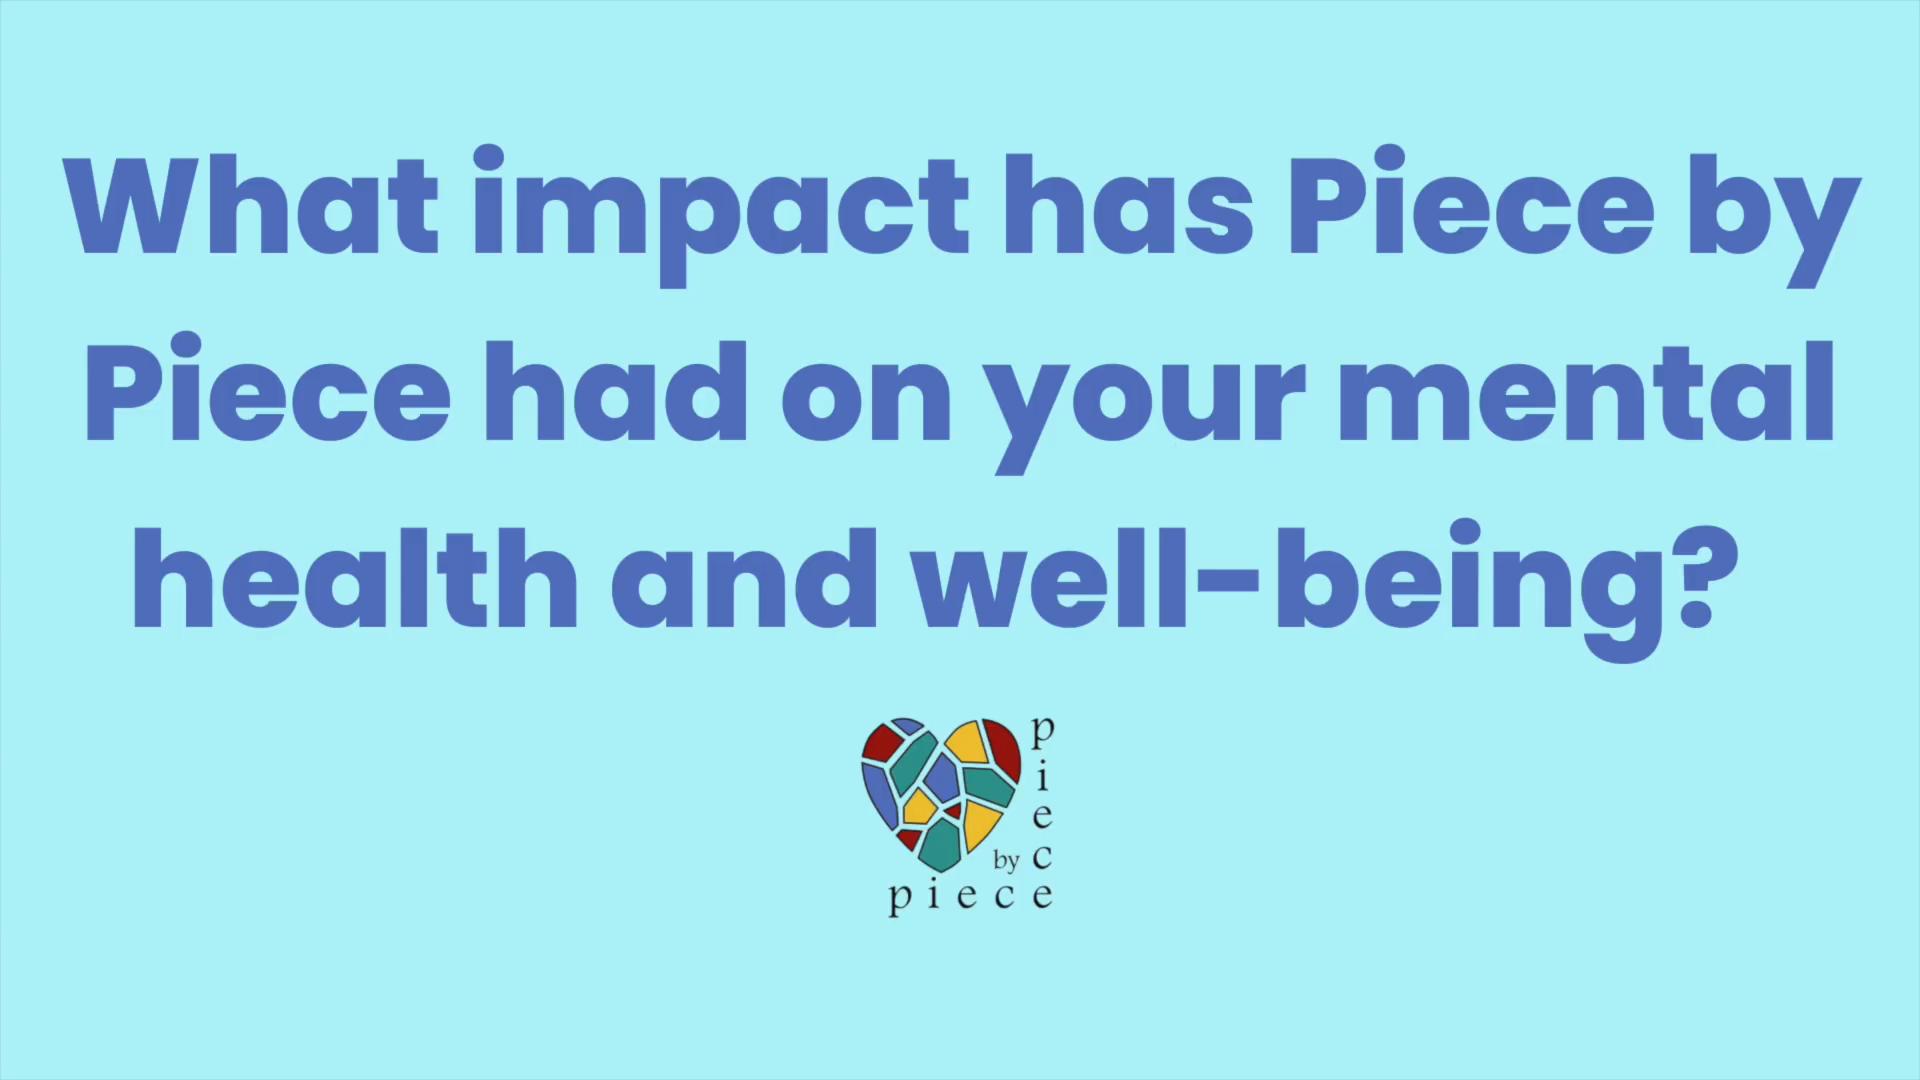 What impact has Piece by
Piece had on your mental
health and well-being?
piece
by
piece